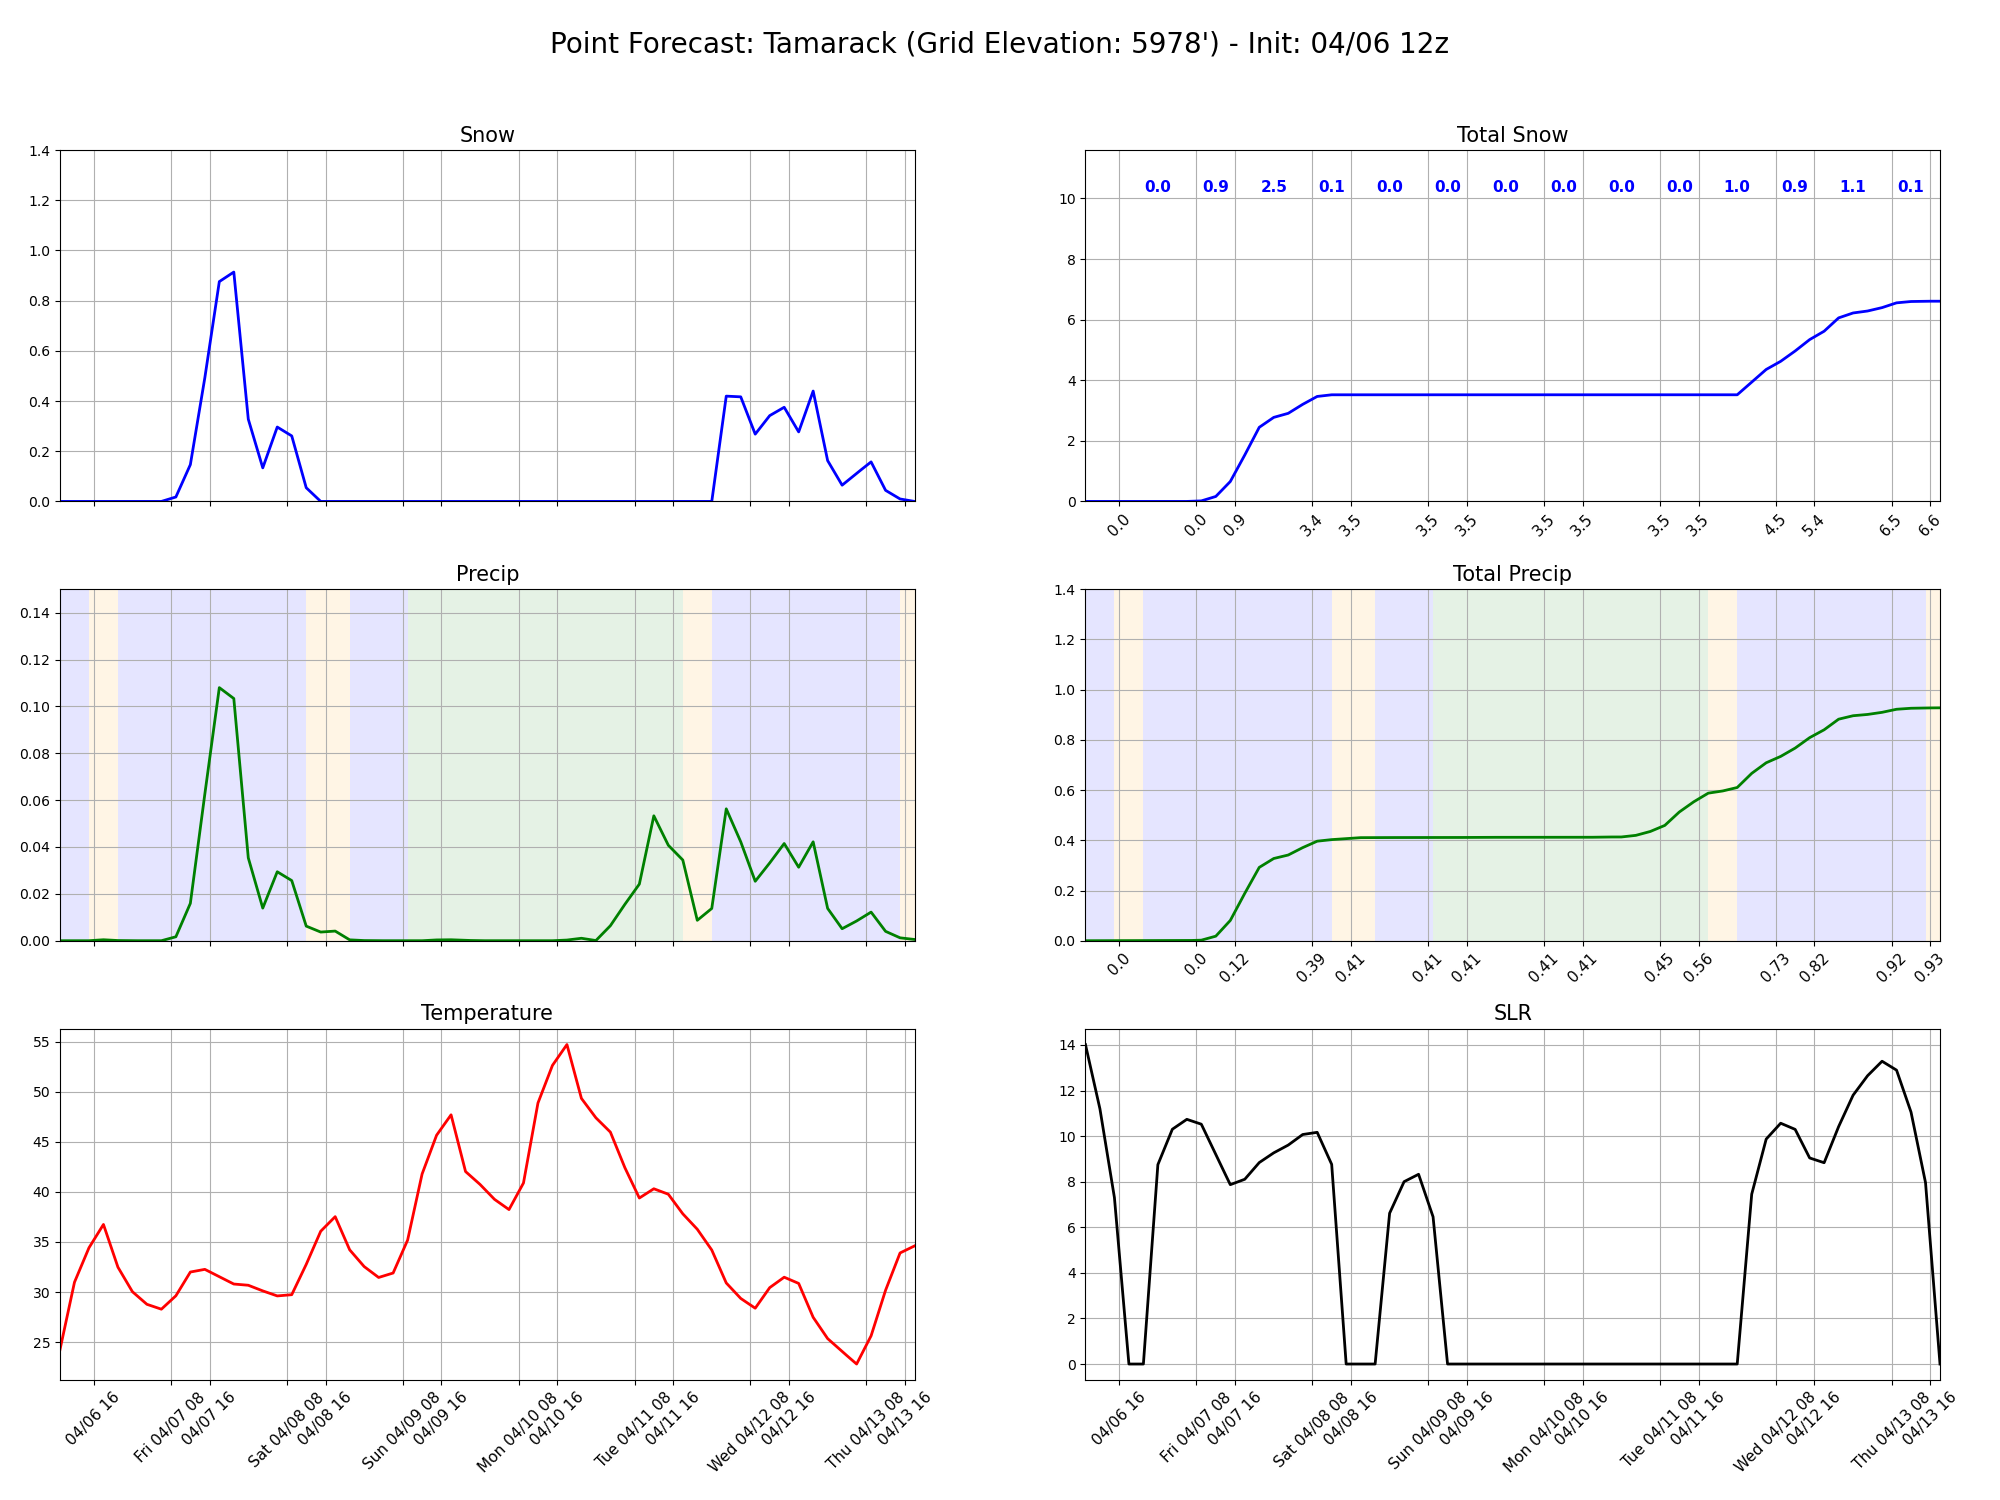 Point Forecast: Tamarack (Grid Elevation: 5978') - Init: 04/06 12z
Snow
1.4
1.2
1.0
0.8
0.6
0.4
0.2
0.0
Total Snow
0.0 0.9 2.5 0.1 0.0 0.0 0.0 0.0 0.0 0.0 1.0 0.9 1.1 0.1
10
8
6
4
2
0
0.0 0.0 0.9 3.4 3.5 3.5 3.5 3.5 3.5 3.5 3.5 4.5 5.4 6.5 6.6
Precip
0.14
0.12
0.10
0.08
0.06
0.04
0.02
0.00
Total Precip
1.4
1.2
1.0
0.8
0.6
0.4
0.2
0.0
0.0 0.0 0.12 0.39 0.41 0.41 0.41 0.41 0.41 0.45 0.56 0.73 0.82 0.92 0.93
Temperature
55
50
45
40
35
30
25
04/06 16
Fri 04/07 08
04/07 16
Sat 04/08 08
04/08 16
Sun 04/09 08
04/09 16
Mon 04/10 08
04/10 16
Tue 04/11 08
04/11 16
Wed 04/12 08
04/12 16
Thu 04/13 08
04/13 16
SLR
14
12
10
8
6
4
2
0
04/06 16
Fri 04/07 08
04/07 16
Sat 04/08 08
04/08 16
Sun 04/09 08
04/09 16
Mon 04/10 08
04/10 16
Tue 04/11 08
04/11 16
Wed 04/12 08
04/12 16
Thu 04/13 08
04/13 16